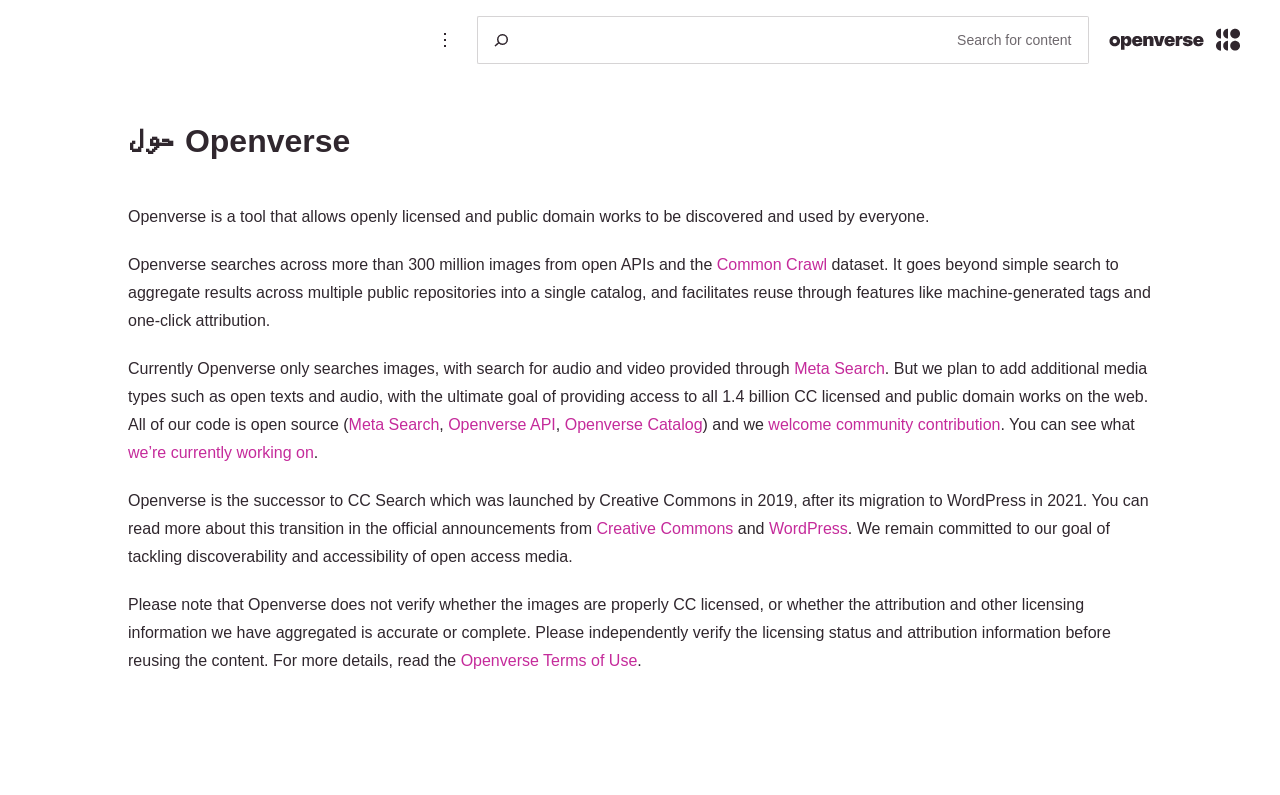 Search for content
openverse
حول Openverse
Openverse is a tool that allows openly licensed and public domain works to be discovered and used by everyone.
Openverse searches across more than 300 million images from open APIs and the Common Crawl dataset. It goes beyond simple search to
aggregate results across multiple public repositories into a single catalog, and facilitates reuse through features like machine-generated tags and
one-click attribution.
Currently Openverse only searches images, with search for audio and video provided through Meta Search. But we plan to add additional media
types such as open texts and audio, with the ultimate goal of providing access to all 1.4 billion CC licensed and public domain works on the web.
All of our code is open source (Meta Search, Openverse API, Openverse Catalog) and we welcome community contribution. You can see what
we’re currently working on.
Openverse is the successor to CC Search which was launched by Creative Commons in 2019, after its migration to WordPress in 2021. You can
read more about this transition in the official announcements from Creative Commons and WordPress. We remain committed to our goal of
tackling discoverability and accessibility of open access media.
Please note that Openverse does not verify whether the images are properly CC licensed, or whether the attribution and other licensing
information we have aggregated is accurate or complete. Please independently verify the licensing status and attribution information before
reusing the content. For more details, read the Openverse Terms of Use.